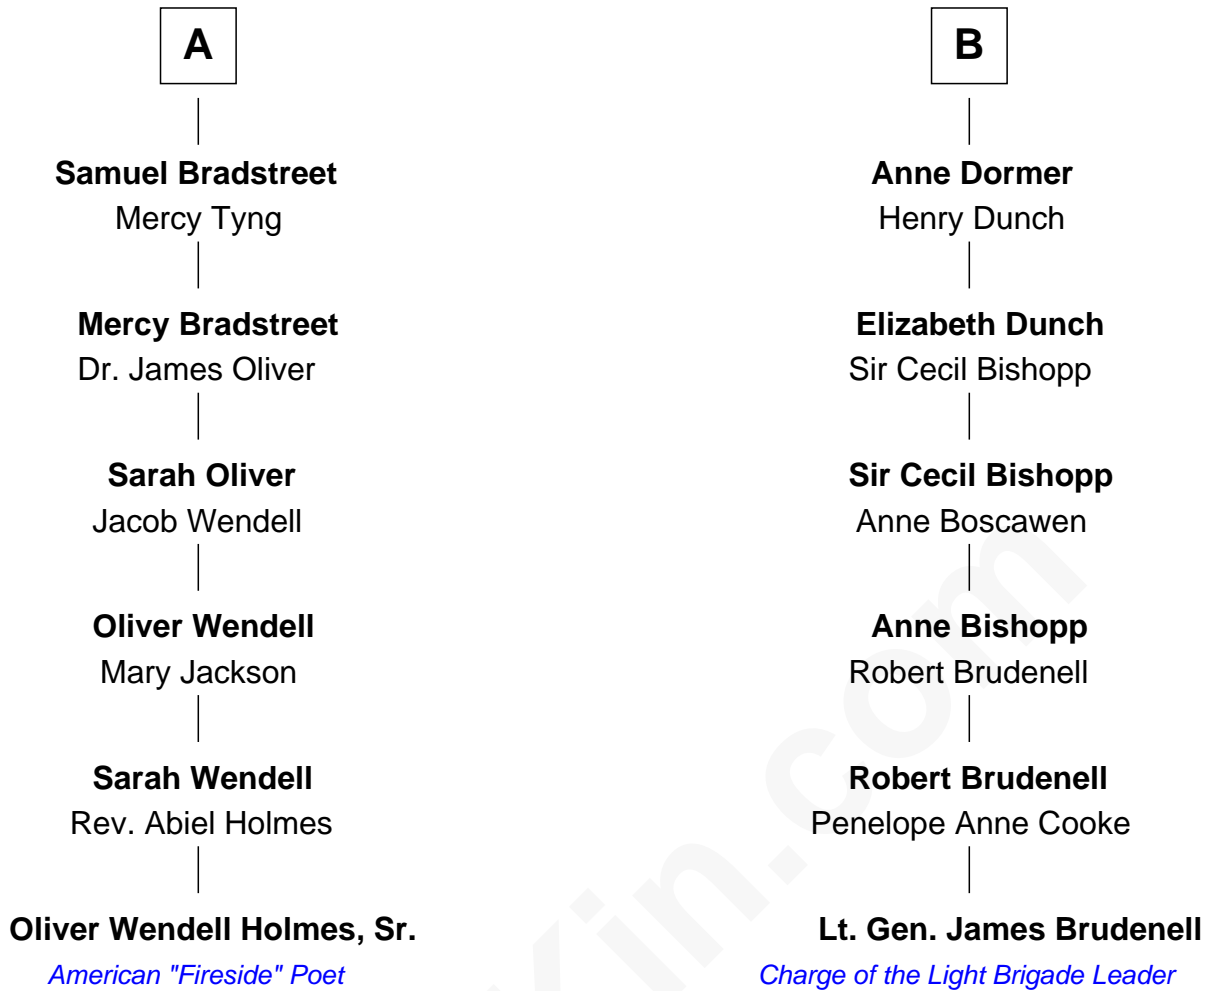 A
B
Samuel Bradstreet
Mercy Tyng
Anne Dormer
Henry Dunch
Mercy Bradstreet
Dr. James Oliver
Elizabeth Dunch
Sir Cecil Bishopp
Sarah Oliver
Jacob Wendell
Sir Cecil Bishopp
Anne Boscawen
Oliver Wendell
Mary Jackson
Anne Bishopp
Robert Brudenell
Sarah Wendell
Rev. Abiel Holmes
Robert Brudenell
Penelope Anne Cooke
Oliver Wendell Holmes, Sr.
American "Fireside" Poet
Lt. Gen. James Brudenell
Charge of the Light Brigade Leader